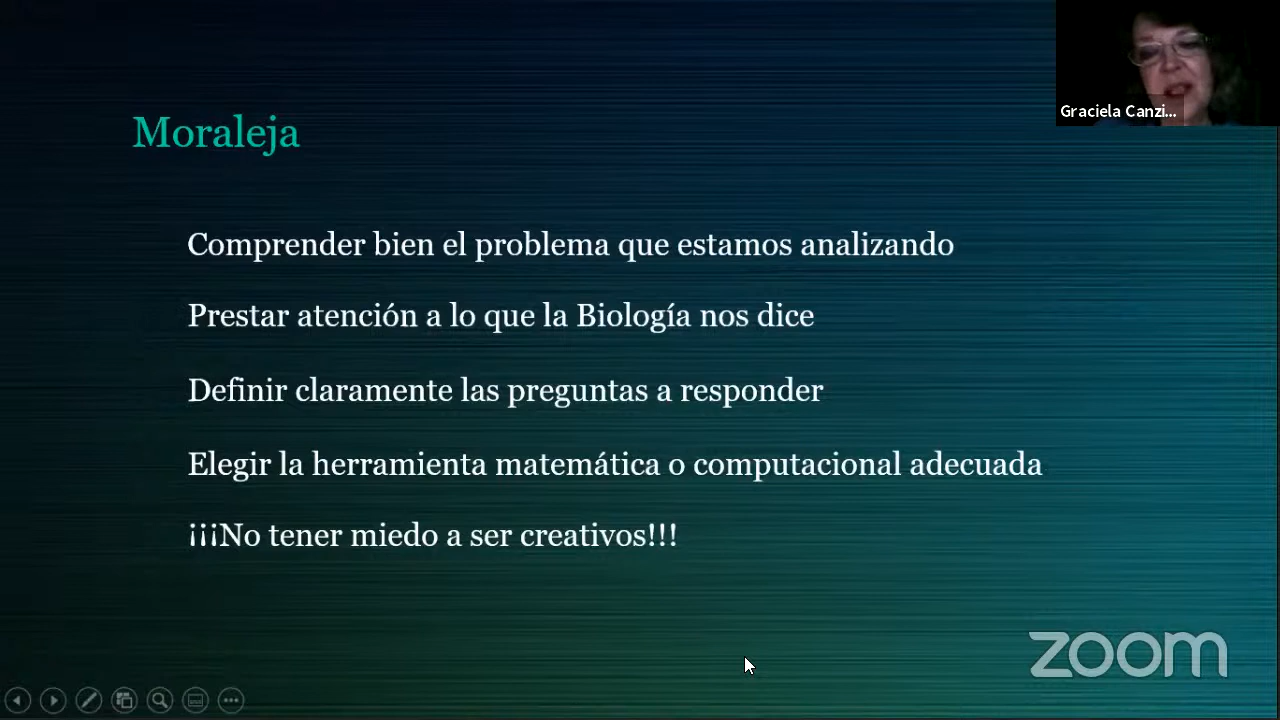 Graciela Canzi...
Moraleja
Comprender bien el problema que estamos analizando
Prestar atención a lo que la Biología nos dice
Definir claramente las preguntas a responder
Elegir la herramienta matemática o computacional adecuada
¡¡¡No tener miedo a ser creativos!!!
zoom